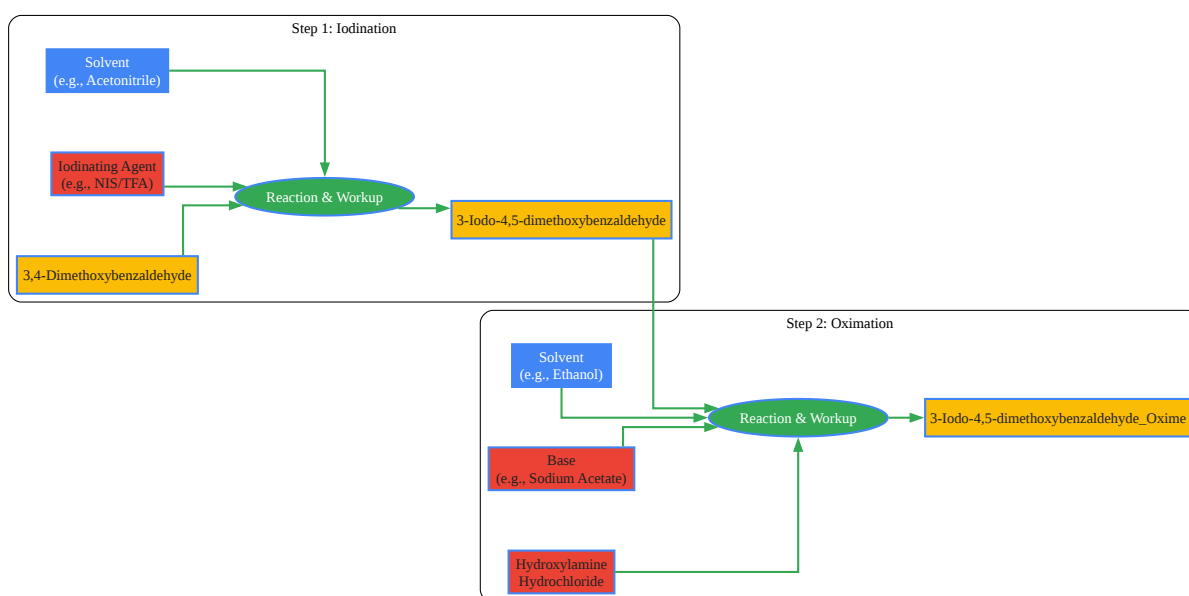 Step 1: Iodination
Solvent
(e.g., Acetonitrile)
Iodinating Agent
(e.g., NIS/TFA)
Reaction & Workup
3-Iodo-4,5-dimethoxybenzaldehyde
3,4-Dimethoxybenzaldehyde
Step 2: Oximation
Solvent
(e.g., Ethanol)
Reaction & Workup
3-Iodo-4,5-dimethoxybenzaldehyde_Oxime
Base
(e.g., Sodium Acetate)
Hydroxylamine
Hydrochloride